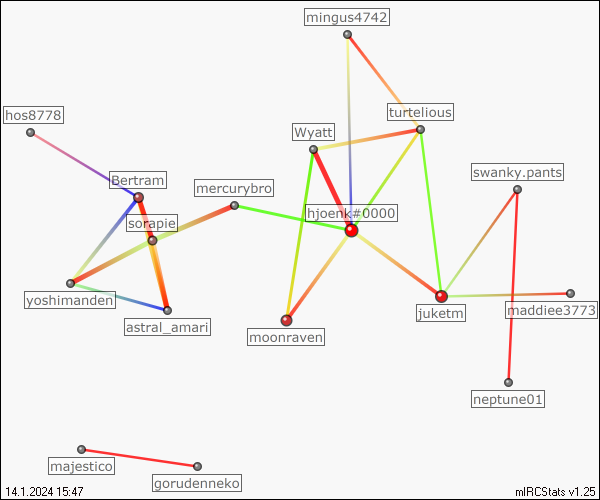 mingus4742
hos8778
turtelious
Wyatt
Bertram
swanky.pants
mercurybro
hjoenk#0000
sorapie
yoshimanden
astral_amari
moonraven
juketm
maddiee3773
neptune01
majestico
gorudenneko
14.1.2024 15:47
mIRCStats v1.25